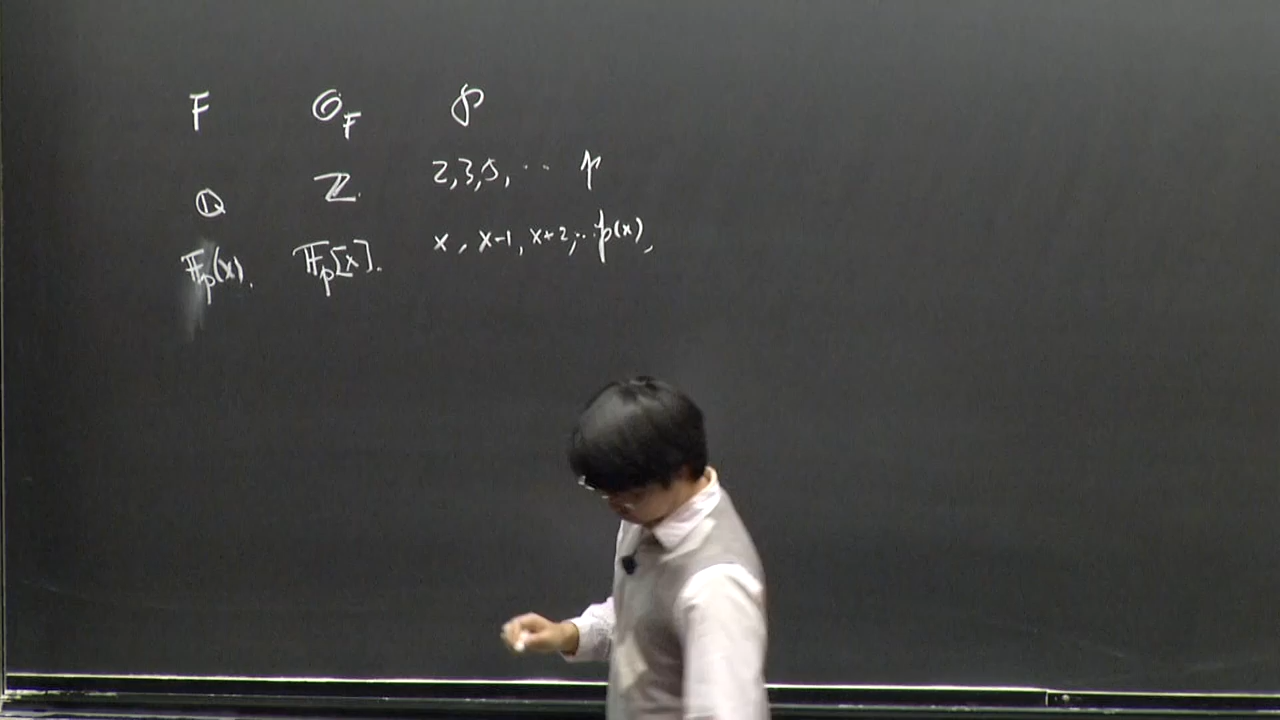 F 𝒪_F ℘
ℚ ℤ. 2,3,5, ... p
𝔽_p(x). 𝔽_p[x]. x, x-1, x+2, ... p(x),